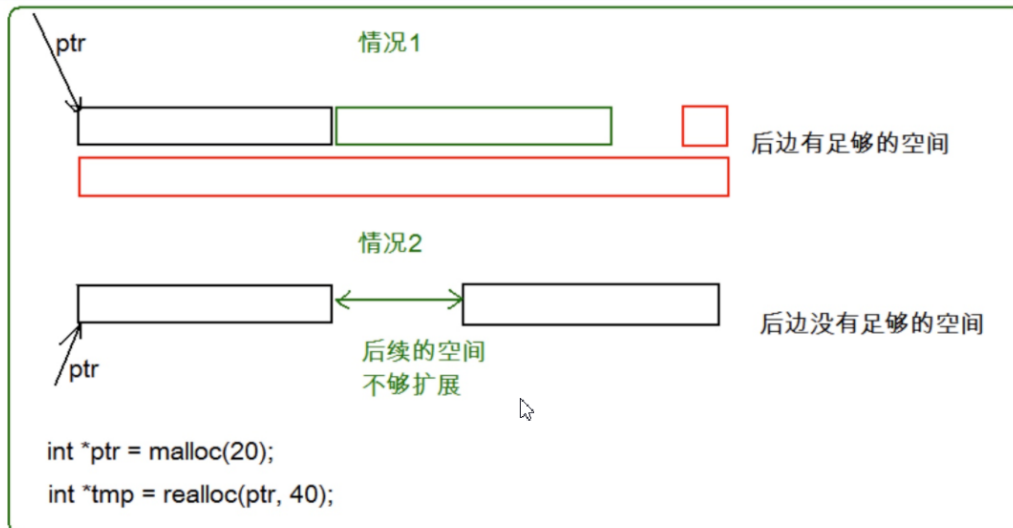 ptr
情况1
后边有足够的空间
情况2
后边没有足够的空间
后续的空间
不够扩展
ptr
int *ptr = malloc(20);
int *tmp = realloc(ptr, 40);